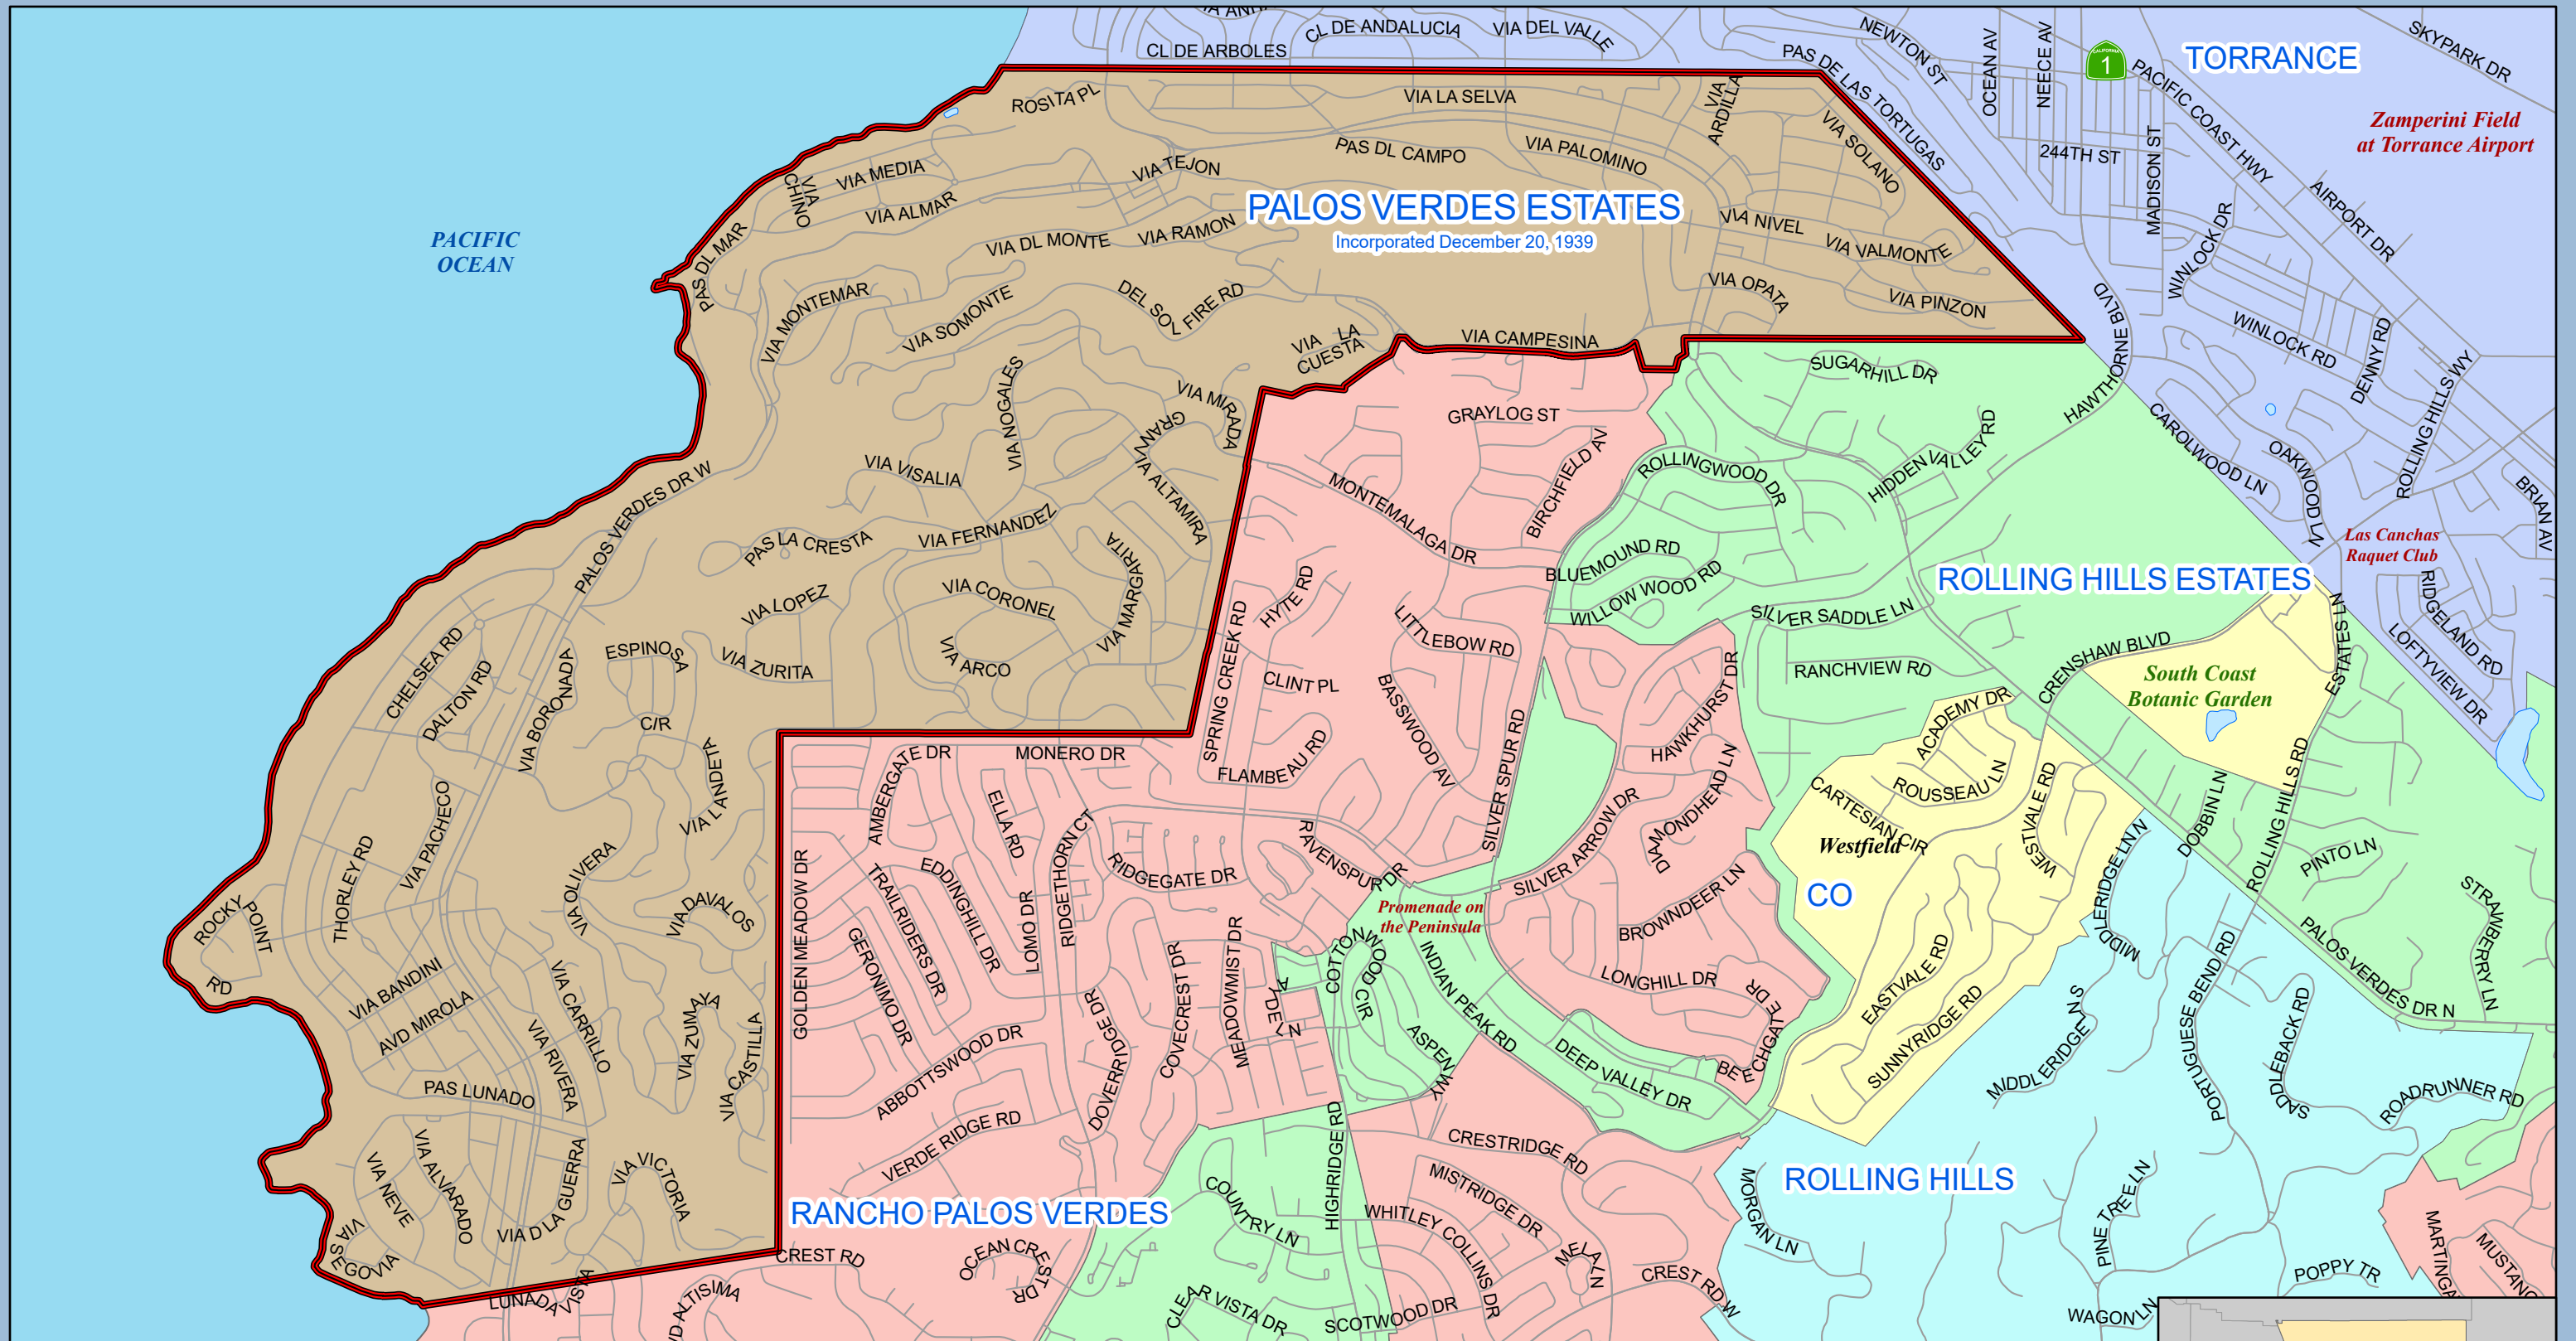 CL DE ANDALUCIA
VIA DEL VALLE
NEWTON ST
OCEAN AV
NEECE AV
CALIFORNIA
1
TORRANCE
SKYPARK DR
CL DE ARBOLES
PAS DE LAS TORTUGAS
PACIFIC COAST HWY
ROSITA PL
VIA LA SELVA
VIA
ARDILLA
VIA SOLANO
244TH ST
MADISON ST
Zamperini Field
at Torrance Airport
VIA MEDIA
VIA
CHINO
VIA ALMAR
VIA TEJON
PAS DL CAMPO
VIA PALOMINO
AIRPORT DR
PACIFIC
OCEAN
PAS DL MAR
PALOS VERDES ESTATES
Incorporated December 20, 1939
VIA DL MONTE
VIA RAMON
VIA NIVEL
VIA VALMONTE
WINLOCK DR
VIA MONTEMAR
VIA SOMONTE
DEL SOL FIRE RD
VIA OPATA
VIA PINZON
HAWTHORNE BLVD
WINLOCK RD
DENNY RD
ROLLING HILLS WY
VIA LA
CUESTA
VIA CAMPESINA
SUGARHILL DR
HAWTHORNE
VIA NOGALES
VIA MIRADA
GRAN
VIA ALTAMIRA
GRAYLOG ST
BIRCHFIELD AV
ROLLINGWOOD DR
HIDDEN VALLEY RD
CAROLWOOD LN
OAKWOOD LN
BRIAN AV
VIA VISALIA
MONTEMALAGA DR
PALOS VERDES DR W
PAS LA CRESTA
VIA FERNANDEZ
VIA MARGARITA
BLUEMOUND RD
WILLOW WOOD RD
Las Canchas
Raquet Club
ROLLING HILLS ESTATES
VIA LOPEZ
VIA CORONEL
HYTE RD
LITTLEBOW RD
SILVER SADDLE LN
ESTATES LN
RIDGELAND RD
LOFTYVIEW DR
CHELSEA RD
DALTON RD
VIA BORONADA
ESPINOSA
VIA ZURITA
VIA ARCO
SPRING CREEK RD
CLINT PL
BASSWOOD AV
RANCHVIEW RD
CRENSHAW BLVD
South Coast
Botanic Garden
C/R
VIA LANDETA
FLAMBEAU RD
SILVER SPUR RD
HAWKHURST DR
ACADEMY DR
MONERO DR
AMBERGATE DR
ELLA RD
RIDGETHORN CT
DIAMONDHEAD LN
ROUSSEAU LN
CARTESIAN CIR
WESTVALE RD
WEST
Westfield
CO
DOBBIN LN
ROLLING HILLS RD
PINTO LN
VIA PACHECO
THORLEY RD
VIA OLIVERA
VIA DAVALOS
GOLDEN MEADOW DR
TRAILRIDERS DR
EDDINGHILL DR
LOMO DR
RIDGEGATE DR
RAVENSPUR DR
SILVER ARROW DR
BROWNDEER LN
Promenade on
the Peninsula
MIDDLERIDGE LN N
STRAWBERRY LN
PALOS VERDES DR N
ROCKY
POINT
RD
VIA BANDINI
AVD MIROLA
VIA CARRILLO
VIA RIVERA
VIA ZUMAYA
VIA CASTILLA
GERONIMO DR
COVECREST DR
MEADOWMIST DR
AYDEL LN
COTTONWOOD CIR
ASPEN WY
INDIAN PEAK RD
LONGHILL DR
BEECHGATE DR
DEEP VALLEY DR
EASTVALE RD
SUNNYRIDGE RD
MIDDLERIDGE LN S
PORTUGUESE BEND RD
SADDLEBACK RD
ROADRUNNER RD
PAS LUNADO
ABBOTTSWOOD DR
DOVERRIDGE DR
VERDE RIDGE RD
HIGHRIDGE RD
CRESTRIDGE RD
VIA NEVE
VIA ALVARADO
VIA D LA GUERRA
VIA VICTORIA
COUNTRY LN
MISTRIDGE DR
WHITLEY COLLINS DR
ROLLING HILLS
MORGAN LN
PINE TREE LN
RANCHO PALOS VERDES
VIA SEGOVIA
CREST RD
OCEAN CREST DR
MELA LN
CREST RD W
POPPY TR
MARTINGA
MUSTANG
LUNADA VISTA
ALTISIMA
CLEAR VISTA DR
SCOTWOOD DR
WAGON LN